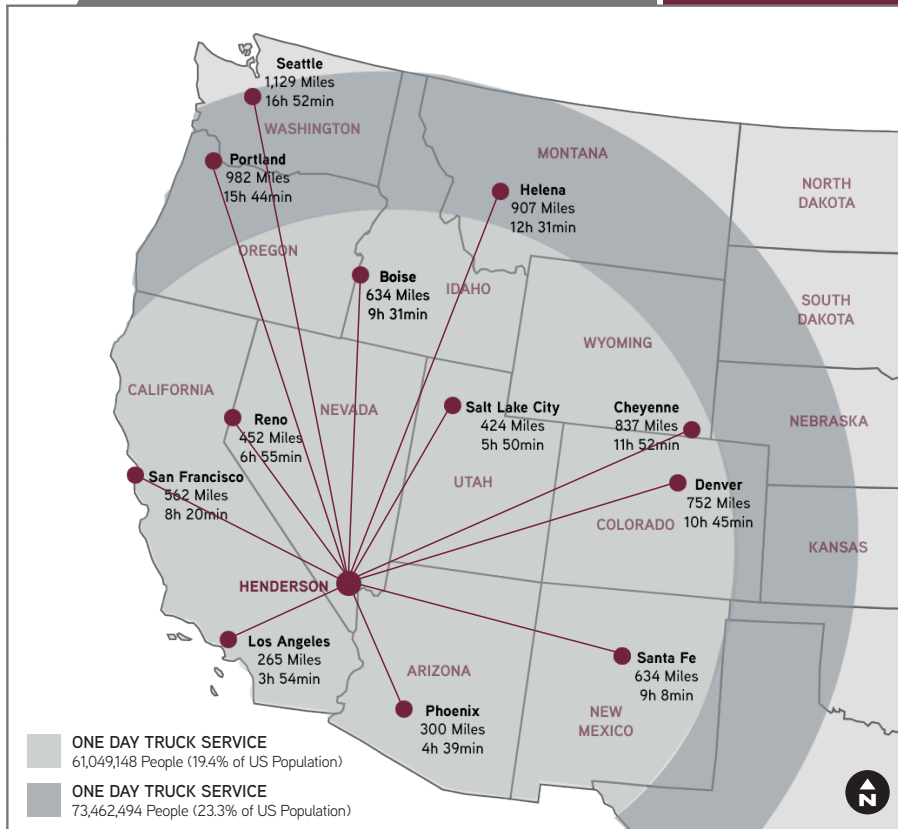 Seattle
1,129 Miles
16h 52min
WASHINGTON
Portland
982 Miles
15h 44min
MONTANA
Helena
907 Miles
12h 31min
NORTH
DAKOTA
OREGON
Boise
634 Miles
9h 31min
IDAHO
SOUTH
DAKOTA
WYOMING
CALIFORNIA
NEVADA
Reno
452 Miles
6h 55min
Salt Lake City
424 Miles
5h 50min
Cheyenne
837 Miles
11h 52min
NEBRASKA
San Francisco
562 Miles
8h 20min
UTAH
Denver
752 Miles
10h 45min
COLORADO
KANSAS
HENDERSON
Los Angeles
265 Miles
3h 54min
ARIZONA
Santa Fe
634 Miles
9h 8min
Phoenix
300 Miles
4h 39min
NEW
MEXICO
ONE DAY TRUCK SERVICE
61,049,148 People (19.4% of US Population)
ONE DAY TRUCK SERVICE
73,462,494 People (23.3% of US Population)
N